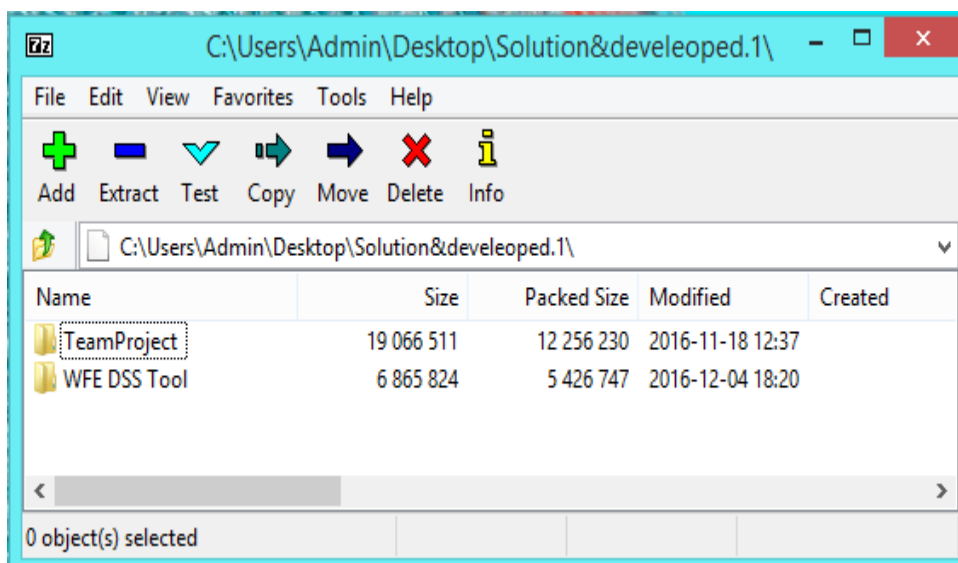 7z C:\Users\Admin\Desktop\Solution&develeoped.1\
File Edit View Favorites Tools Help
Add Extract Test Copy Move Delete Info
C:\Users\Admin\Desktop\Solution&develeoped.1\
Name Size Packed Size Modified Created
TeamProject 19 066 511 12 256 230 2016-11-18 12:37
WFE DSS Tool 6 865 824 5 426 747 2016-12-04 18:20
0 object(s) selected